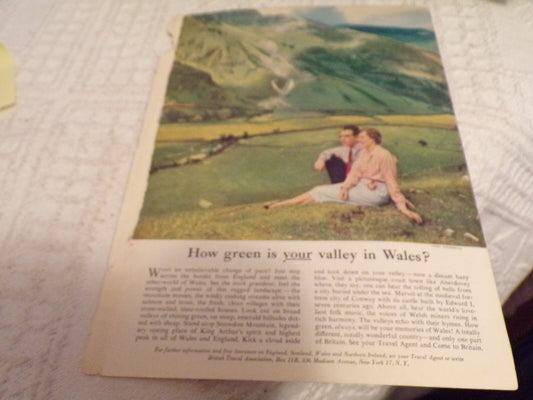 How green is your valley in Wales?
WANT an unbelievable change of pace? Just slip
across the border from England and meet the
other-world of Wales. See the stark grandeur, feel the
strength and power of this rugged landscape—the
mountain streams, the wildly rushing streams alive with
salmon and trout, the fresh, clean villages with their
stone-walled, slate-roofed houses. Look out on broad
valleys of shining green, on steep, emerald hillsides dot-
ted with sheep. Stand atop Snowdon Mountain, legend-
ary resting place of King Arthur's spirit and highest
peak in all of Wales and England. Kick a cloud aside
and look down on your valley—now a distant hazy
blue. Visit a picturesque coast town like Aberdovey
where, they say, one can hear the tolling of bells from
a city buried under the sea. Marvel at the medieval for-
tress city of Conway with its castle built by Edward I,
seven centuries ago. Above all, hear the world's love-
liest folk music, the voices of Welsh miners rising in
rich harmony. The valleys echo with their hymns. How
green, always, will be your memories of Wales! A totally
different, totally wonderful country—and only one part
of Britain. See your Travel Agent and Come to Britain.
For further information and free literature on England, Scotland, Wales and Northern Ireland, see your Travel Agent or write
British Travel Association, Box 218, 336 Madison Avenue, New York 17, N.Y.